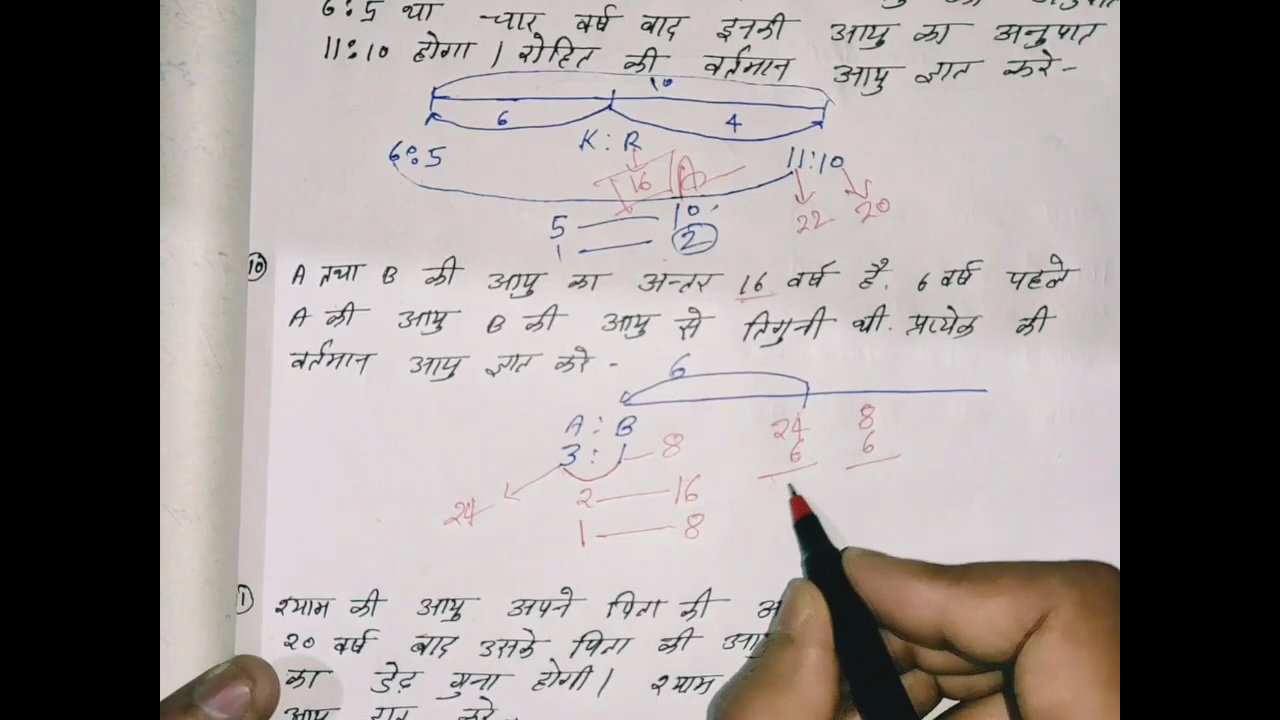 6:5 था चार वर्ष बाद इनकी आयु का अनुपात
11:10 होगा। रोहित की वर्तमान आयु ज्ञात करे-
10
6 4
K : R
6:5 11:10
16 A
22 20
5 — 10
1 — 2
10 A तथा B की आयु का अन्तर 16 वर्ष है. 6 वर्ष पहले
A की आयु B की आयु से तिगुनी थी. प्रत्येक की
वर्तमान आयु ज्ञात करे -
6
A : B
3 : 1 — 8
24 8
6 6
24
2 — 16
1 — 8
श्याम की आयु अपने पिता की
20 वर्ष बाद उसके पिता की आयु
का डेढ़ गुना होगी। श्याम
आयु ज्ञात करे-